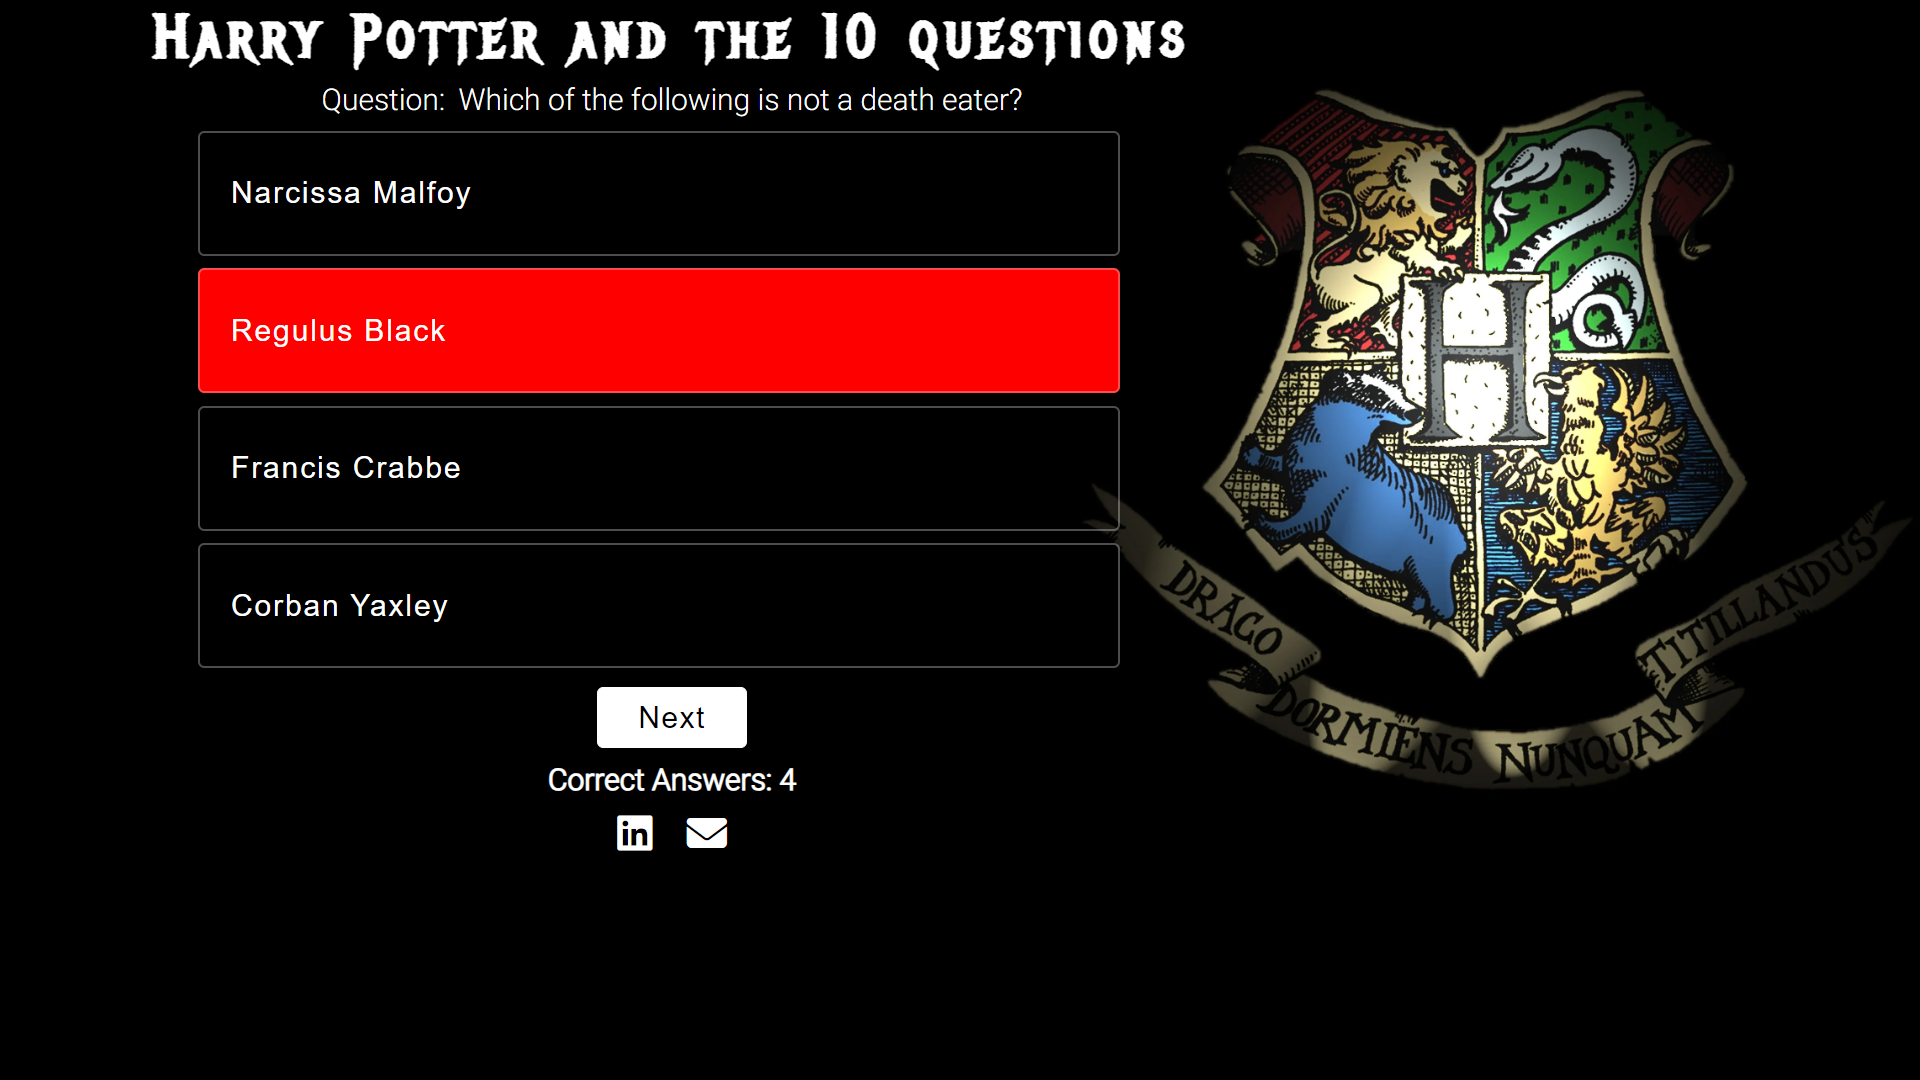 Harry Potter and the 10 questions
Question: Which of the following is not a death eater?
Narcissa Malfoy
Regulus Black
Francis Crabbe
Corban Yaxley
Next
Correct Answers: 4
in
H
DRACO
DORMIENS NUNQUAM
TITILLANDUS